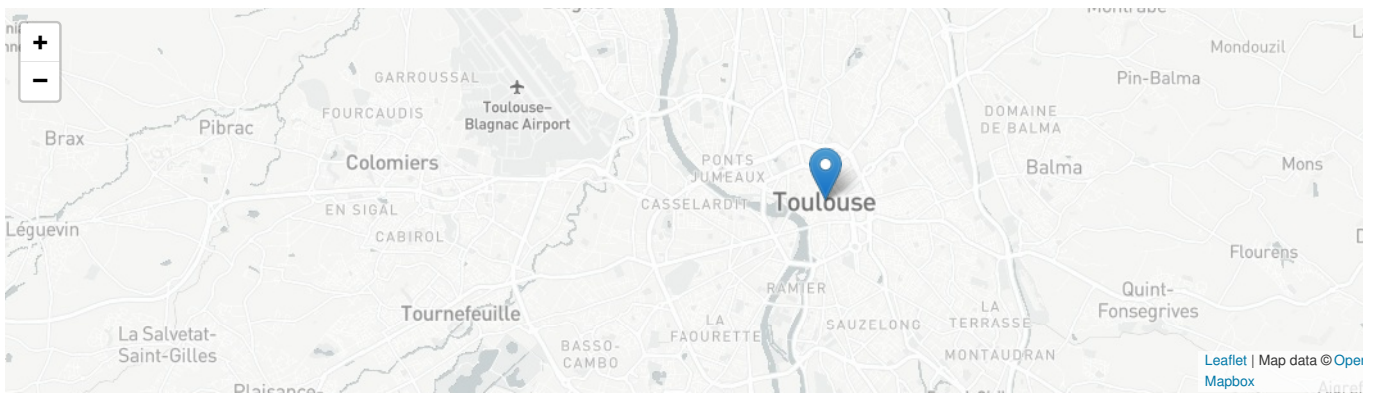 +
−
Mondouzil
GARROUSSAL
Pin-Balma
Toulouse–
Blagnac Airport
FOURCAUDIS
DOMAINE
DE BALMA
Brax
Pibrac
Colomiers
PONTS
JUMEAUX
Balma
Mons
EN SIGAL
CASSELARDIT
Toulouse
Léguevin
CABIROL
Flourens
RAMIER
Quint-
Fonsegrives
Tournefeuille
LA
FAOURETTE
SAUZELONG
LA
TERRASSE
La Salvetat-
Saint-Gilles
BASSO-
CAMBO
MONTAUDRAN
Leaflet | Map data © Open
Mapbox
Plaisance-